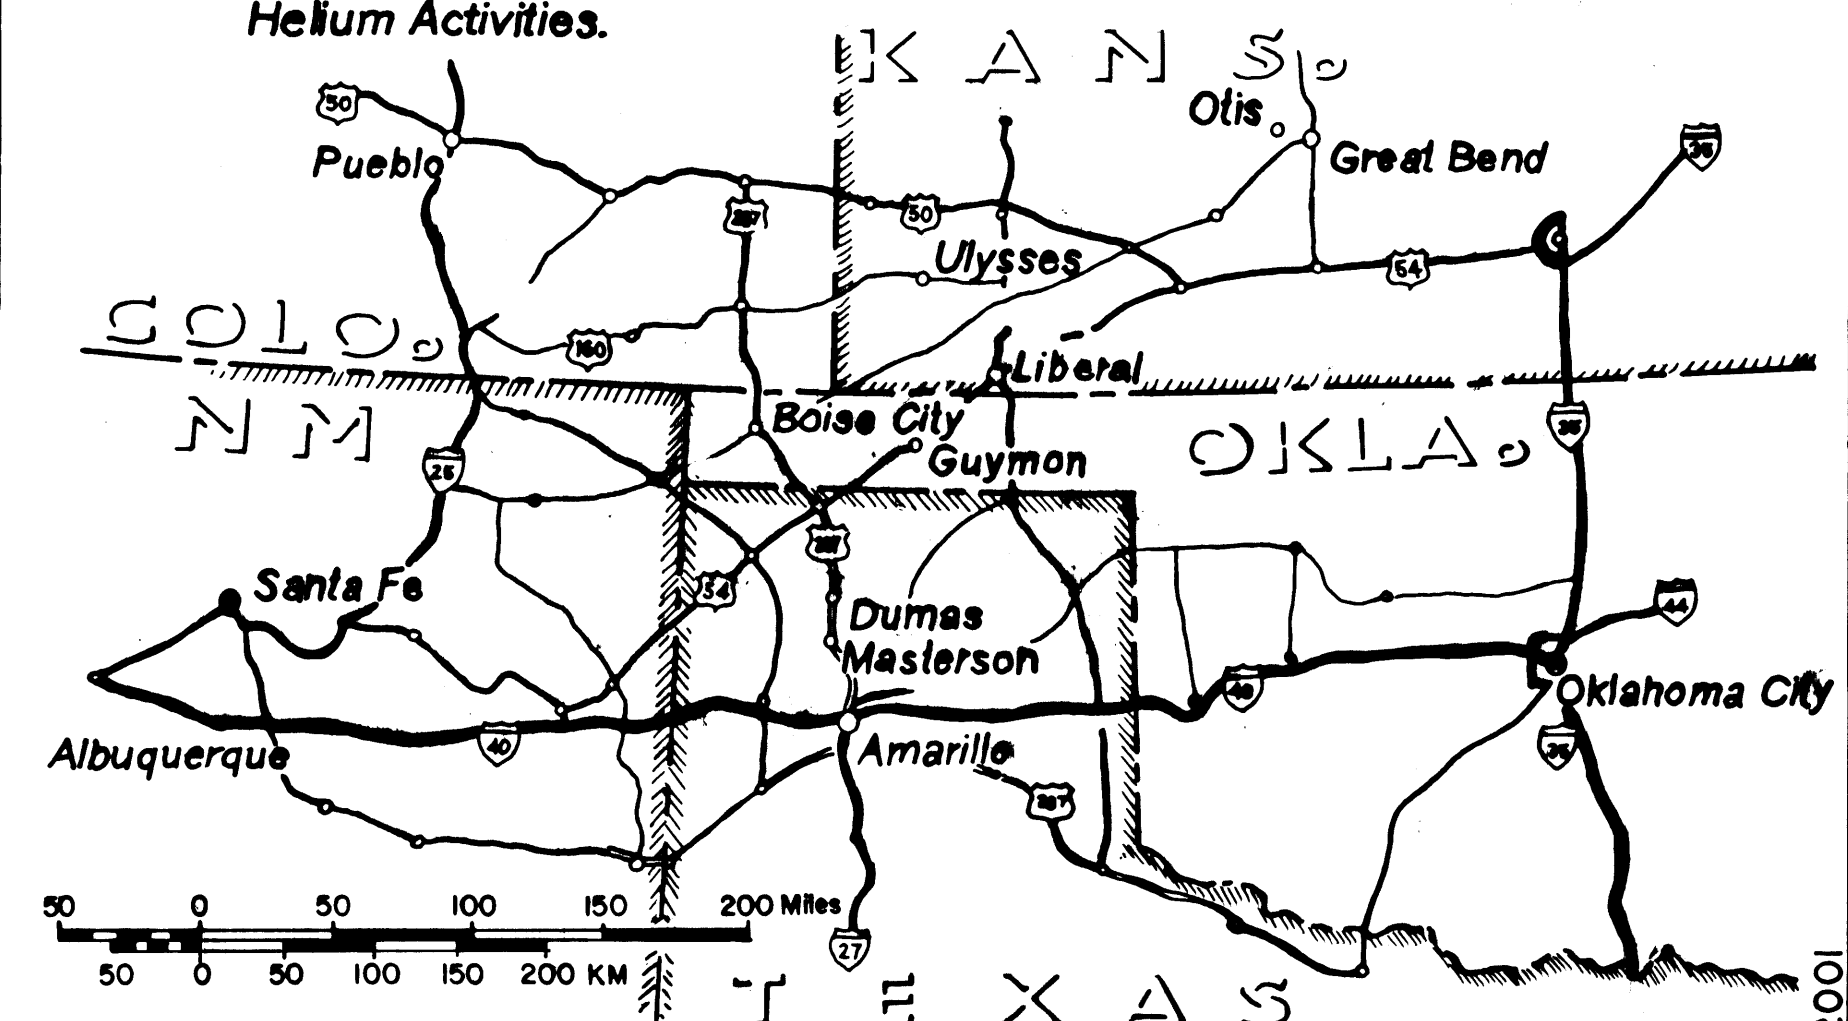 Helium Activities.
KANS.
50
Otis
Great Bend
35
Pueblo
287
50
Ulysses
54
COLO.
160
Liberal
NM
Boise City
OKLA.
35
25
Guymon
287
Santa Fe
54
Dumas
44
Masterson
40
Oklahoma City
Albuquerque
40
Amarillo
35
287
50 0 50 100 150 200 Miles
27
50 0 50 100 150 200 KM
TEXAS